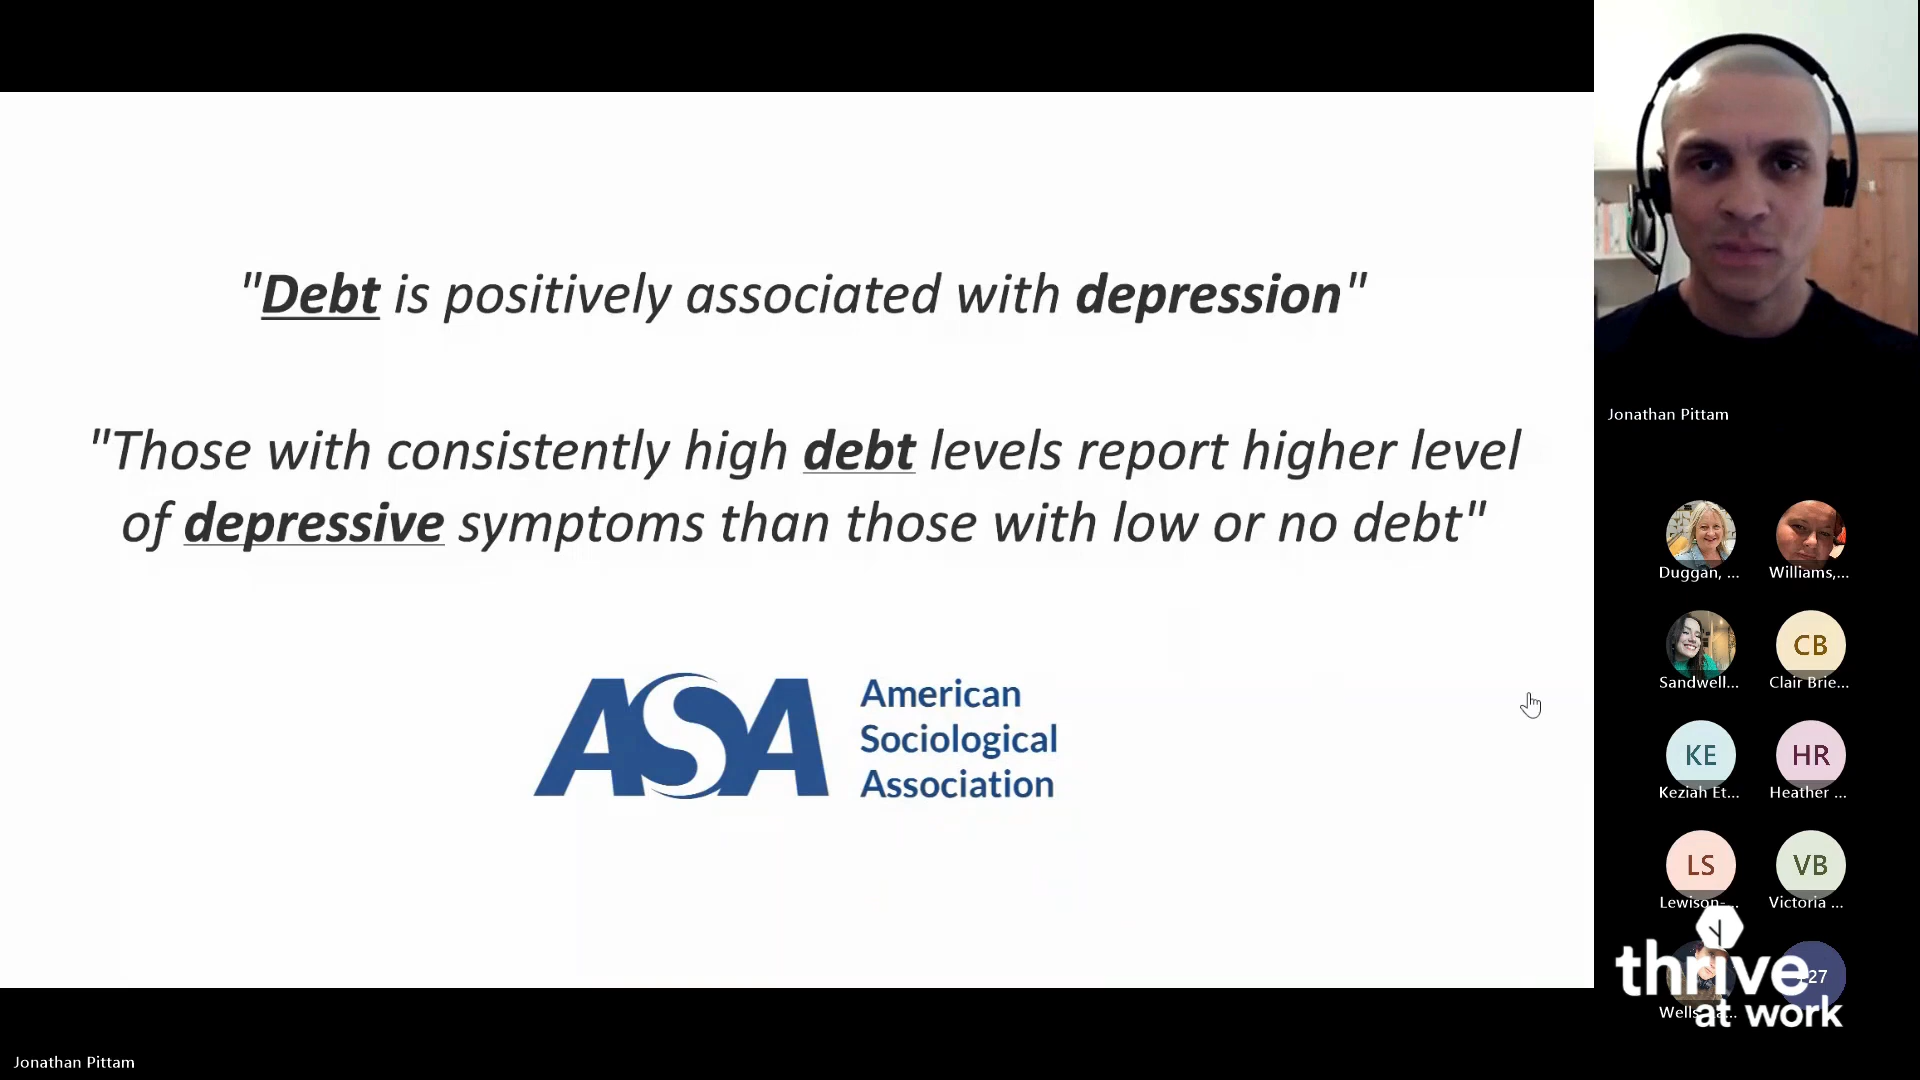 "Debt is positively associated with depression"
"Those with consistently high debt levels report higher level
of depressive symptoms than those with low or no debt"
ASA
American
Sociological
Association
Jonathan Pittam
Duggan, ...
Williams,...
Sandwell...
CB
Clair Brie...
KE
Keziah Et...
HR
Heather ...
LS
Lewison-...
VB
Victoria ...
27
Wells
thrive
at work
Jonathan Pittam